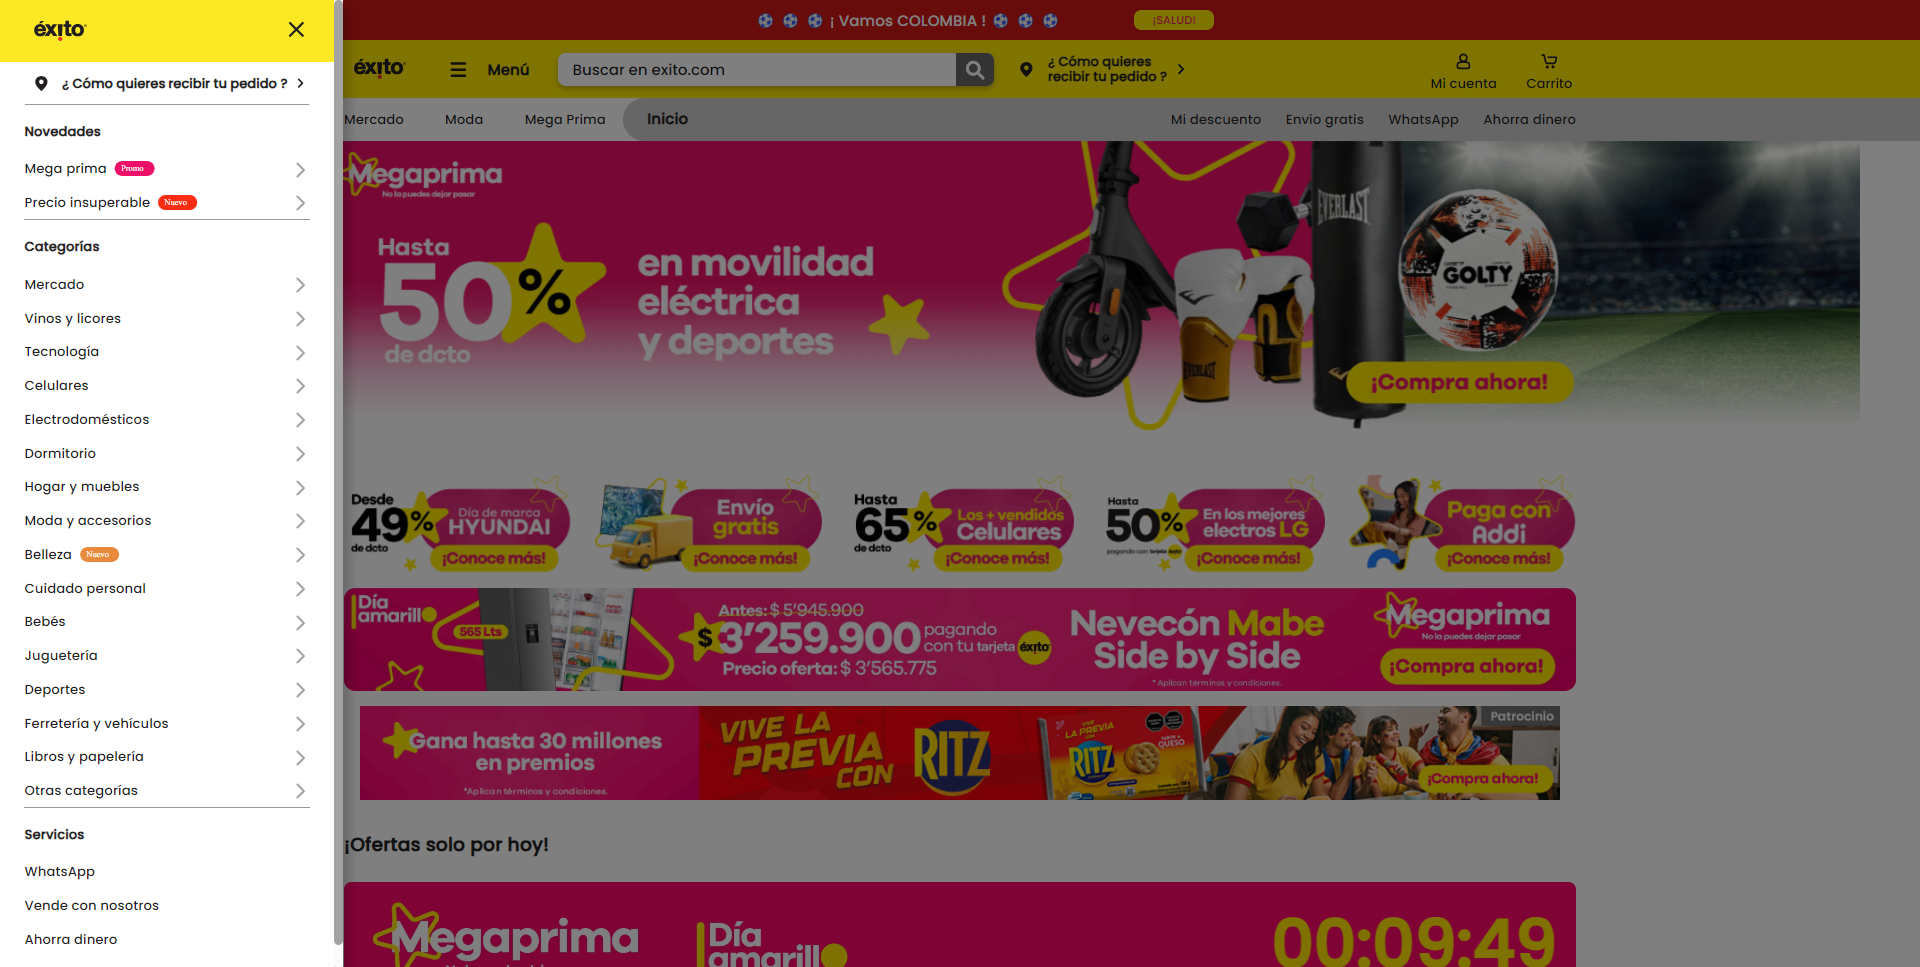 éxito
¿ Cómo quieres recibir tu pedido ?
Novedades
Mega prima Promo
Precio insuperable Nuevo
Categorías
Mercado
Vinos y licores
Tecnología
Celulares
Electrodomésticos
Dormitorio
Hogar y muebles
Moda y accesorios
Belleza Nuevo
Cuidado personal
Bebés
Juguetería
Deportes
Ferretería y vehículos
Libros y papelería
Otras categorías
Servicios
WhatsApp
Vende con nosotros
Ahorra dinero
¡ Vamos COLOMBIA !
¡SALUD!
éxito
Menú
Buscar en exito.com
¿ Cómo quieres
recibir tu pedido ?
Mi cuenta
Carrito
Mercado
Moda
Mega Prima
Inicio
Mi descuento
Envío gratis
WhatsApp
Ahorra dinero
Megaprima
No la puedes dejar pasar
Hasta
50%
de dcto
en movilidad
eléctrica
y deportes
EVERLAST
EVERLAST
GOLTY
¡Compra ahora!
Desde
49%
de dcto
Día de marca
HYUNDAI
¡Conoce más!
Envío
gratis
¡Conoce más!
Hasta
65%
de dcto
Los + vendidos
Celulares
¡Conoce más!
Hasta
50%
pagando con tarjeta éxito
En los mejores
electros LG
¡Conoce más!
Paga con
Addi
¡Conoce más!
Día
amarillo
565 Lts
Antes: $ 5'945.900
$3'259.900 pagando
con tu tarjeta éxito
Precio oferta: $ 3'565.775
Nevecón Mabe
Side by Side
* Aplican términos y condiciones.
Megaprima
No la puedes dejar pasar
¡Compra ahora!
Gana hasta 30 millones
en premios
*Aplican términos y condiciones.
VIVE LA
PREVIA
CON
RITZ
VIVE
LA PREVIA
CON
RITZ
SABOR A
QUESO
Patrocinio
¡Compra ahora!
¡Ofertas solo por hoy!
Megaprima
Día
amarillo
00:09:49